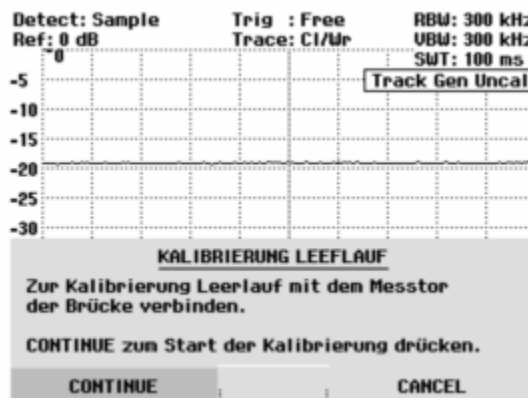 Detect: Sample Trig : Free RBW: 300 kHz
Ref: 0 dB Trace: Cl/Wr VBW: 300 kHz
SWT: 100 ms
Track Gen Uncal
0
-5
-10
-15
-20
-25
-30
KALIBRIERUNG LEEFLAUF
Zur Kalibrierung Leerlauf mit dem Messtor
der Brücke verbinden.
CONTINUE zum Start der Kalibrierung drücken.
CONTINUE CANCEL